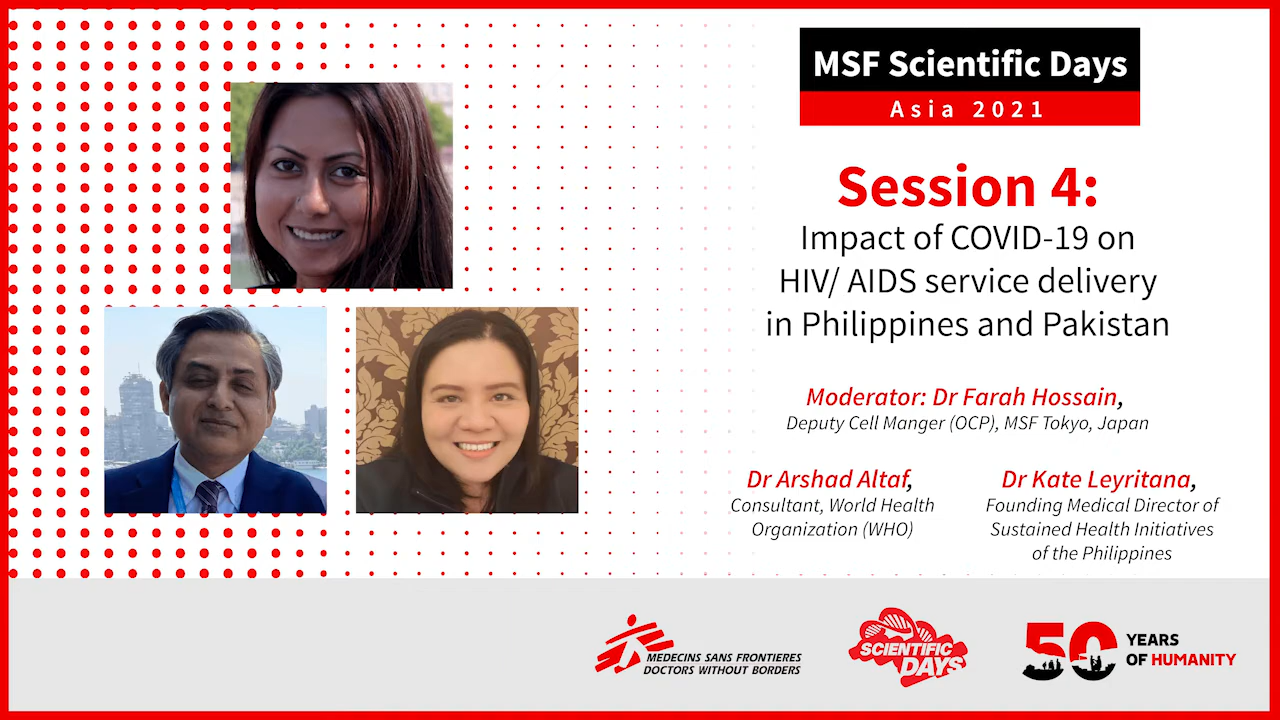 MSF Scientific Days
Asia 2021
Session 4:
Impact of COVID-19 on
HIV/ AIDS service delivery
in Philippines and Pakistan
Moderator: Dr Farah Hossain,
Deputy Cell Manger (OCP), MSF Tokyo, Japan
Dr Arshad Altaf,
Consultant, World Health
Organization (WHO)
Dr Kate Leyritana,
Founding Medical Director of
Sustained Health Initiatives
of the Philippines
MEDECINS SANS FRONTIERES
DOCTORS WITHOUT BORDERS
SCIENTIFIC
DAYS
50 YEARS
OF HUMANITY